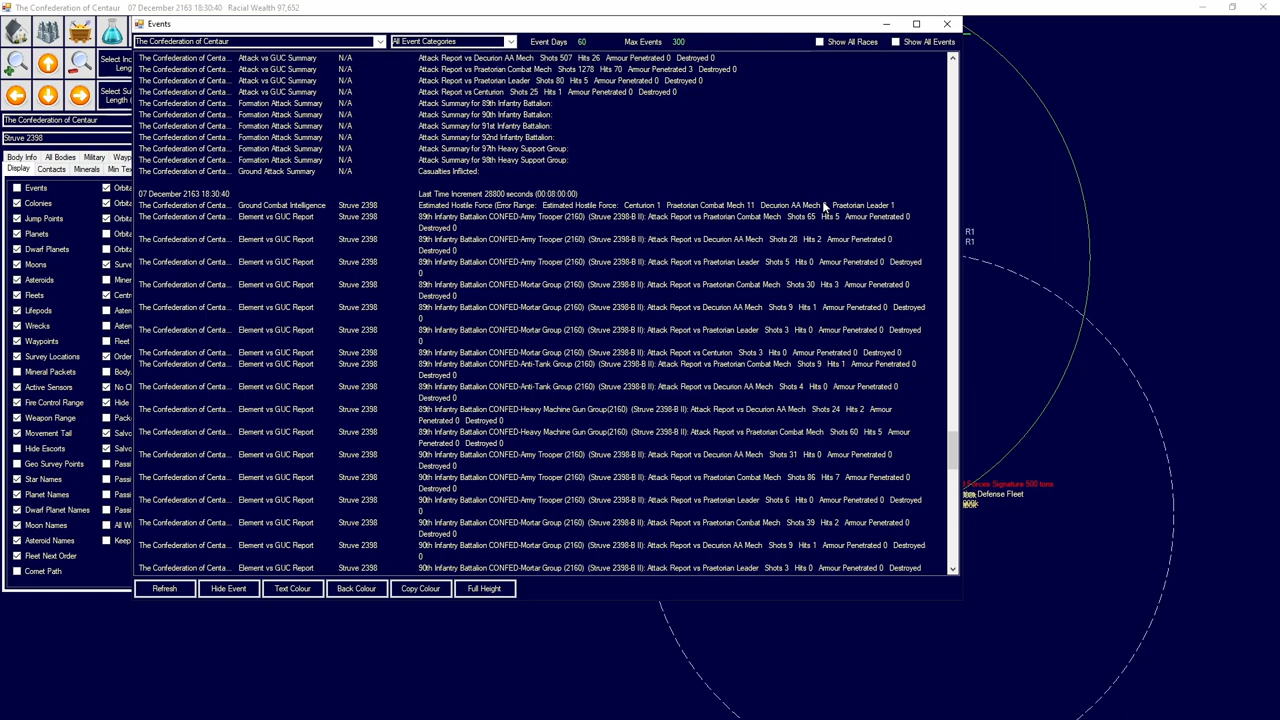 The Confederation of Centaur   07 December 2163 18:30:40   Racial Wealth 97,652
Events
The Confederation of Centaur
All Event Categories
Event Days 60
Max Events 300
Show All Races
Show All Events
Select Inc
Leng
Select Su
Length (
The Confederation of Centaur
Struve 2398
Body Info All Bodies Military Wayp
Display Contacts Minerals Min Te
Events
Colonies
Jump Points
Planets
Dwarf Planets
Moons
Asteroids
Fleets
Lifepods
Wrecks
Waypoints
Survey Locations
Mineral Packets
Active Sensors
Fire Control Range
Weapon Range
Movement Tail
Hide Escorts
Geo Survey Points
Star Names
Planet Names
Dwarf Planet Names
Moon Names
Asteroid Names
Fleet Next Order
Comet Path
Orbita
Orbita
Orbita
Orbita
Orbita
Surve
Miner
Centr
Aster
Fleet
Order
Body
No Cl
Hide
Pack
Salvo
Salvo
Passi
Passi
Passi
Passi
All W
Keep
The Confederation of Centa... Attack vs GUC Summary N/A Attack Report vs Decurion AA Mech Shots 507 Hits 26 Armour Penetrated 0 Destroyed 0
The Confederation of Centa... Attack vs GUC Summary N/A Attack Report vs Praetorian Combat Mech Shots 1278 Hits 70 Armour Penetrated 3 Destroyed 0
The Confederation of Centa... Attack vs GUC Summary N/A Attack Report vs Praetorian Leader Shots 80 Hits 5 Armour Penetrated 0 Destroyed 0
The Confederation of Centa... Attack vs GUC Summary N/A Attack Report vs Centurion Shots 25 Hits 1 Armour Penetrated 0 Destroyed 0
The Confederation of Centa... Formation Attack Summary N/A Attack Summary for 89th Infantry Battalion:
The Confederation of Centa... Formation Attack Summary N/A Attack Summary for 90th Infantry Battalion:
The Confederation of Centa... Formation Attack Summary N/A Attack Summary for 91st Infantry Battalion:
The Confederation of Centa... Formation Attack Summary N/A Attack Summary for 92nd Infantry Battalion:
The Confederation of Centa... Formation Attack Summary N/A Attack Summary for 97th Heavy Support Group:
The Confederation of Centa... Formation Attack Summary N/A Attack Summary for 98th Heavy Support Group:
The Confederation of Centa... Ground Attack Summary N/A Casualties Inflicted:
07 December 2163 18:30:40 Last Time Increment 28800 seconds (00:08:00:00)
The Confederation of Centa... Ground Combat Intelligence Struve 2398 Estimated Hostile Force (Error Range: Estimated Hostile Force: Centurion 1 Praetorian Combat Mech 11 Decurion AA Mech Praetorian Leader 1
The Confederation of Centa... Element vs GUC Report Struve 2398 89th Infantry Battalion CONFED-Army Trooper (2160) (Struve 2398-B II): Attack Report vs Praetorian Combat Mech Shots 65 Hits 5 Armour Penetrated 0
Destroyed 0
The Confederation of Centa... Element vs GUC Report Struve 2398 89th Infantry Battalion CONFED-Army Trooper (2160) (Struve 2398-B II): Attack Report vs Decurion AA Mech Shots 28 Hits 2 Armour Penetrated 0
Destroyed 0
The Confederation of Centa... Element vs GUC Report Struve 2398 89th Infantry Battalion CONFED-Army Trooper (2160) (Struve 2398-B II): Attack Report vs Praetorian Leader Shots 5 Hits 0 Armour Penetrated 0 Destroyed
0
The Confederation of Centa... Element vs GUC Report Struve 2398 89th Infantry Battalion CONFED-Mortar Group (2160) (Struve 2398-B II): Attack Report vs Praetorian Combat Mech Shots 30 Hits 3 Armour Penetrated 0
Destroyed 0
The Confederation of Centa... Element vs GUC Report Struve 2398 89th Infantry Battalion CONFED-Mortar Group (2160) (Struve 2398-B II): Attack Report vs Decurion AA Mech Shots 9 Hits 1 Armour Penetrated 0 Destroyed
0
The Confederation of Centa... Element vs GUC Report Struve 2398 89th Infantry Battalion CONFED-Mortar Group (2160) (Struve 2398-B II): Attack Report vs Praetorian Leader Shots 3 Hits 0 Armour Penetrated 0 Destroyed
0
The Confederation of Centa... Element vs GUC Report Struve 2398 89th Infantry Battalion CONFED-Mortar Group (2160) (Struve 2398-B II): Attack Report vs Centurion Shots 3 Hits 0 Armour Penetrated 0 Destroyed 0
The Confederation of Centa... Element vs GUC Report Struve 2398 89th Infantry Battalion CONFED-Anti-Tank Group (2160) (Struve 2398-B II): Attack Report vs Praetorian Combat Mech Shots 9 Hits 1 Armour Penetrated 0
Destroyed 0
The Confederation of Centa... Element vs GUC Report Struve 2398 89th Infantry Battalion CONFED-Anti-Tank Group (2160) (Struve 2398-B II): Attack Report vs Decurion AA Mech Shots 4 Hits 0 Armour Penetrated 0
Destroyed 0
The Confederation of Centa... Element vs GUC Report Struve 2398 89th Infantry Battalion CONFED-Heavy Machine Gun Group(2160) (Struve 2398-B II): Attack Report vs Decurion AA Mech Shots 24 Hits 2 Armour
Penetrated 0 Destroyed 0
The Confederation of Centa... Element vs GUC Report Struve 2398 89th Infantry Battalion CONFED-Heavy Machine Gun Group(2160) (Struve 2398-B II): Attack Report vs Praetorian Combat Mech Shots 60 Hits 5 Armour
Penetrated 0 Destroyed 0
The Confederation of Centa... Element vs GUC Report Struve 2398 90th Infantry Battalion CONFED-Army Trooper (2160) (Struve 2398-B II): Attack Report vs Decurion AA Mech Shots 31 Hits 0 Armour Penetrated 0
Destroyed 0
The Confederation of Centa... Element vs GUC Report Struve 2398 90th Infantry Battalion CONFED-Army Trooper (2160) (Struve 2398-B II): Attack Report vs Praetorian Combat Mech Shots 86 Hits 7 Armour Penetrated 0
Destroyed 0
The Confederation of Centa... Element vs GUC Report Struve 2398 90th Infantry Battalion CONFED-Army Trooper (2160) (Struve 2398-B II): Attack Report vs Praetorian Leader Shots 6 Hits 0 Armour Penetrated 0 Destroyed
0
The Confederation of Centa... Element vs GUC Report Struve 2398 90th Infantry Battalion CONFED-Mortar Group (2160) (Struve 2398-B II): Attack Report vs Praetorian Combat Mech Shots 39 Hits 2 Armour Penetrated 0
Destroyed 0
The Confederation of Centa... Element vs GUC Report Struve 2398 90th Infantry Battalion CONFED-Mortar Group (2160) (Struve 2398-B II): Attack Report vs Decurion AA Mech Shots 9 Hits 1 Armour Penetrated 0 Destroyed
0
The Confederation of Centa... Element vs GUC Report Struve 2398 90th Infantry Battalion CONFED-Mortar Group (2160) (Struve 2398-B II): Attack Report vs Praetorian Leader Shots 3 Hits 0 Armour Penetrated 0 Destroyed
Refresh
Hide Event
Text Colour
Back Colour
Copy Colour
Full Height
R1
R1
Forces Signature 500 tons
Defense Fleet